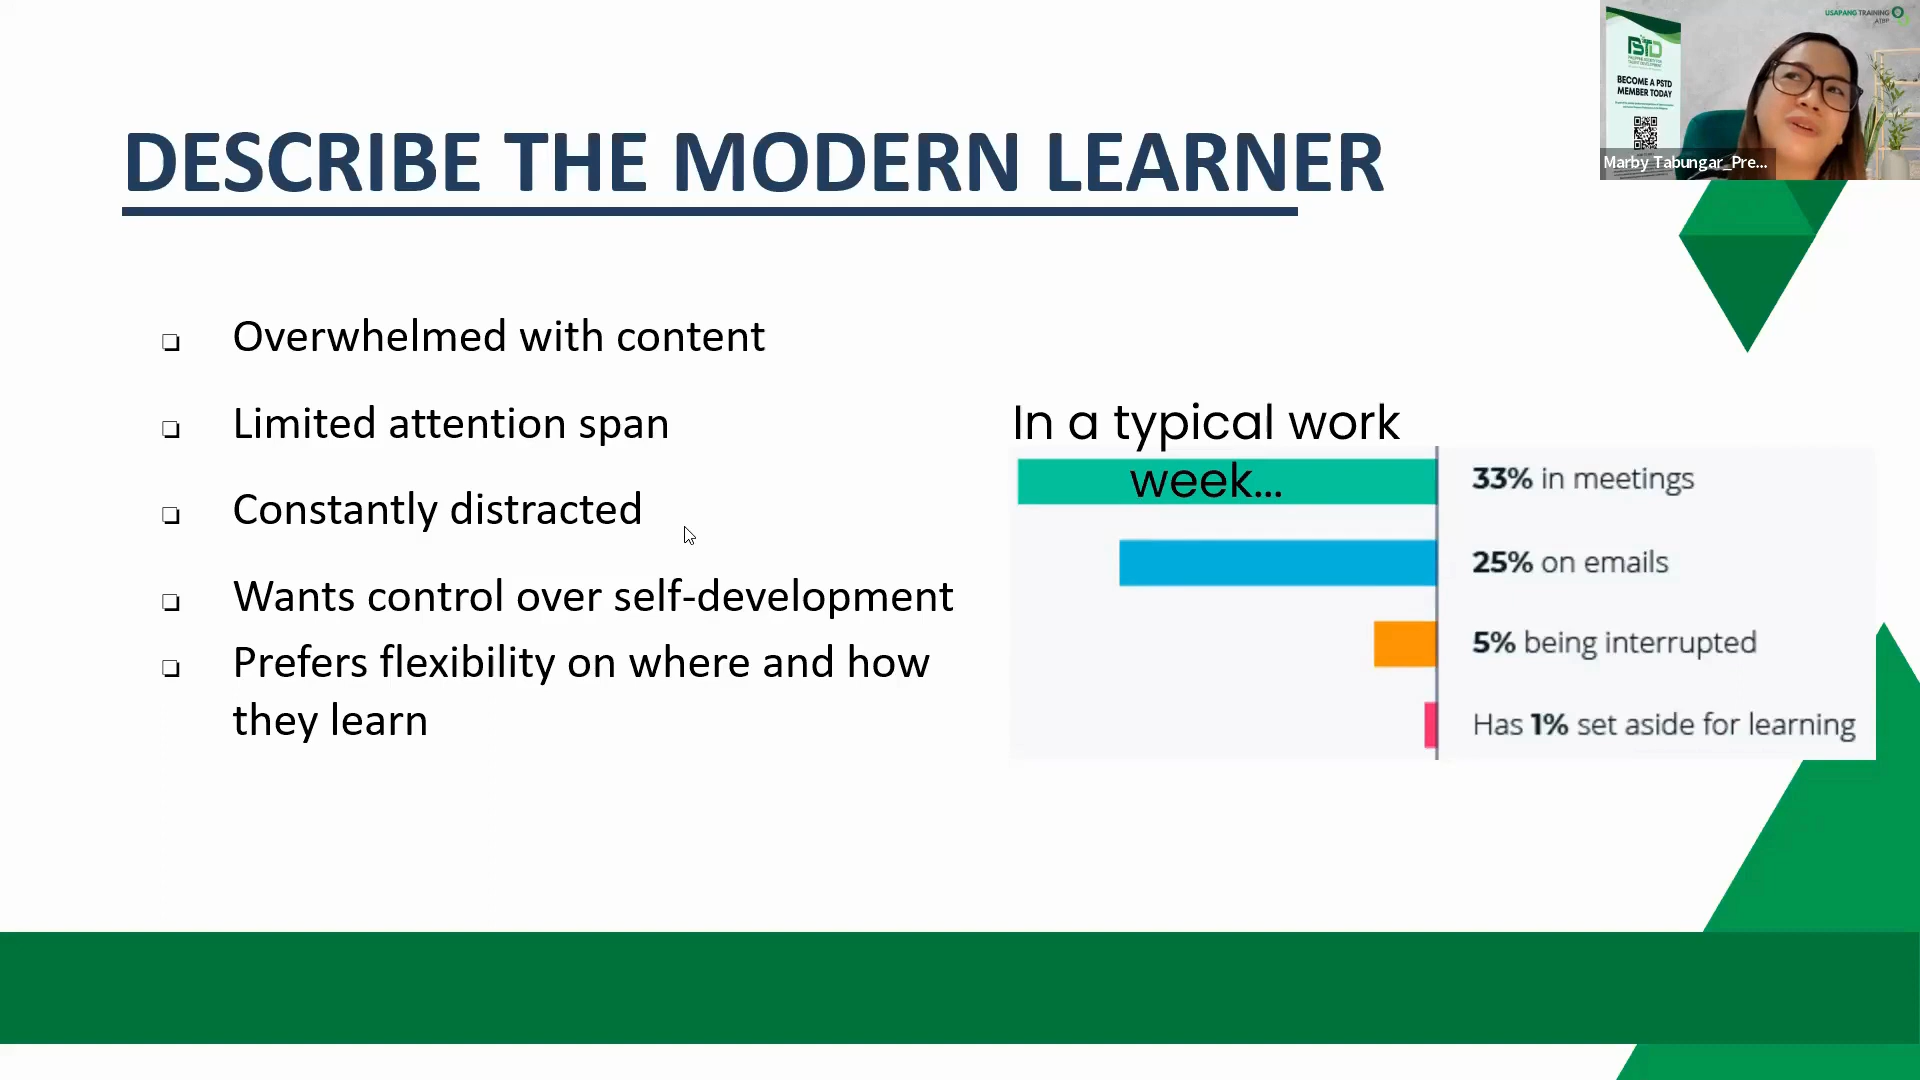 DESCRIBE THE MODERN LEARNER
Overwhelmed with content
Limited attention span
Constantly distracted
Wants control over self-development
Prefers flexibility on where and how
they learn
In a typical work
week...
33% in meetings
25% on emails
5% being interrupted
Has 1% set aside for learning
USAPANG TRAINING
ATBP
BECOME A PSTD
MEMBER TODAY
Marby Tabungar_Pre...